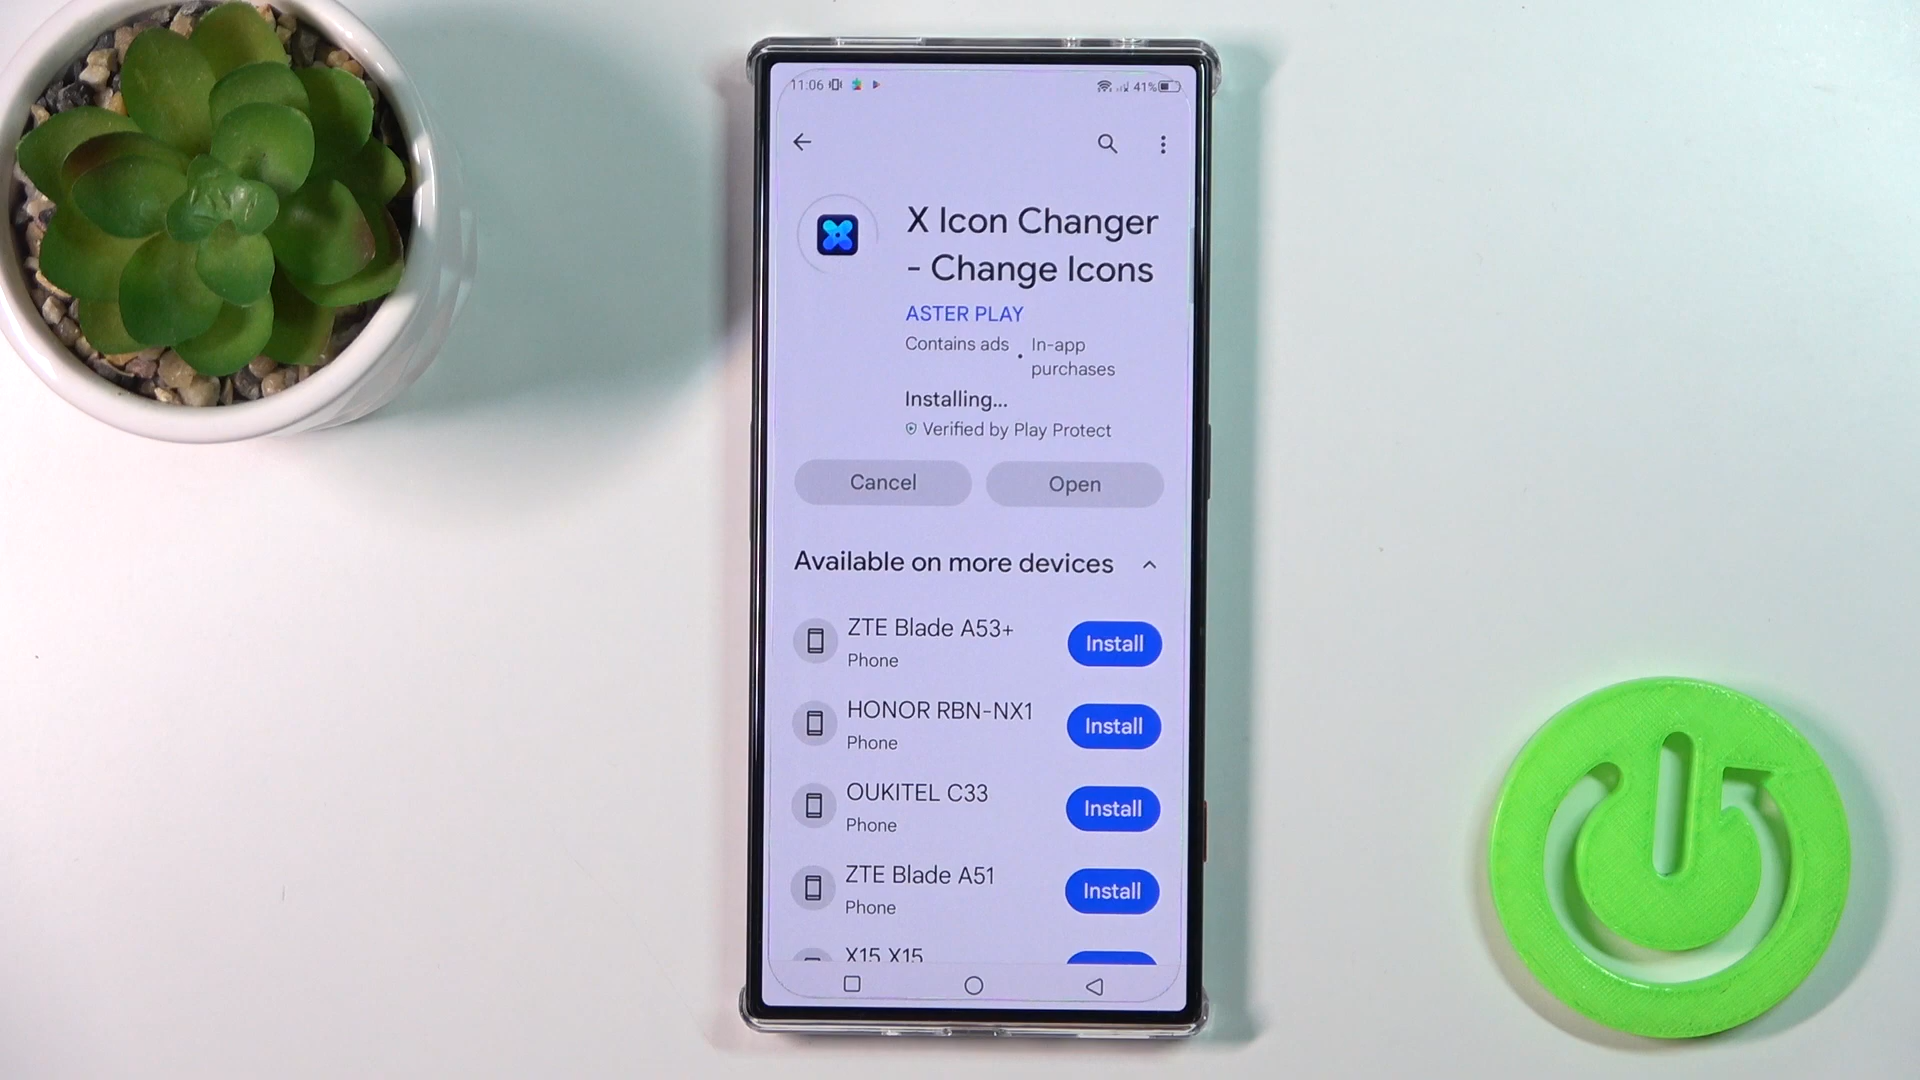 11:06 41%
X Icon Changer
- Change Icons
ASTER PLAY
Contains ads • In-app
purchases
Installing...
Verified by Play Protect
Cancel Open
Available on more devices
ZTE Blade A53+
Phone
Install
HONOR RBN-NX1
Phone
Install
OUKITEL C33
Phone
Install
ZTE Blade A51
Phone
Install
X15 X15